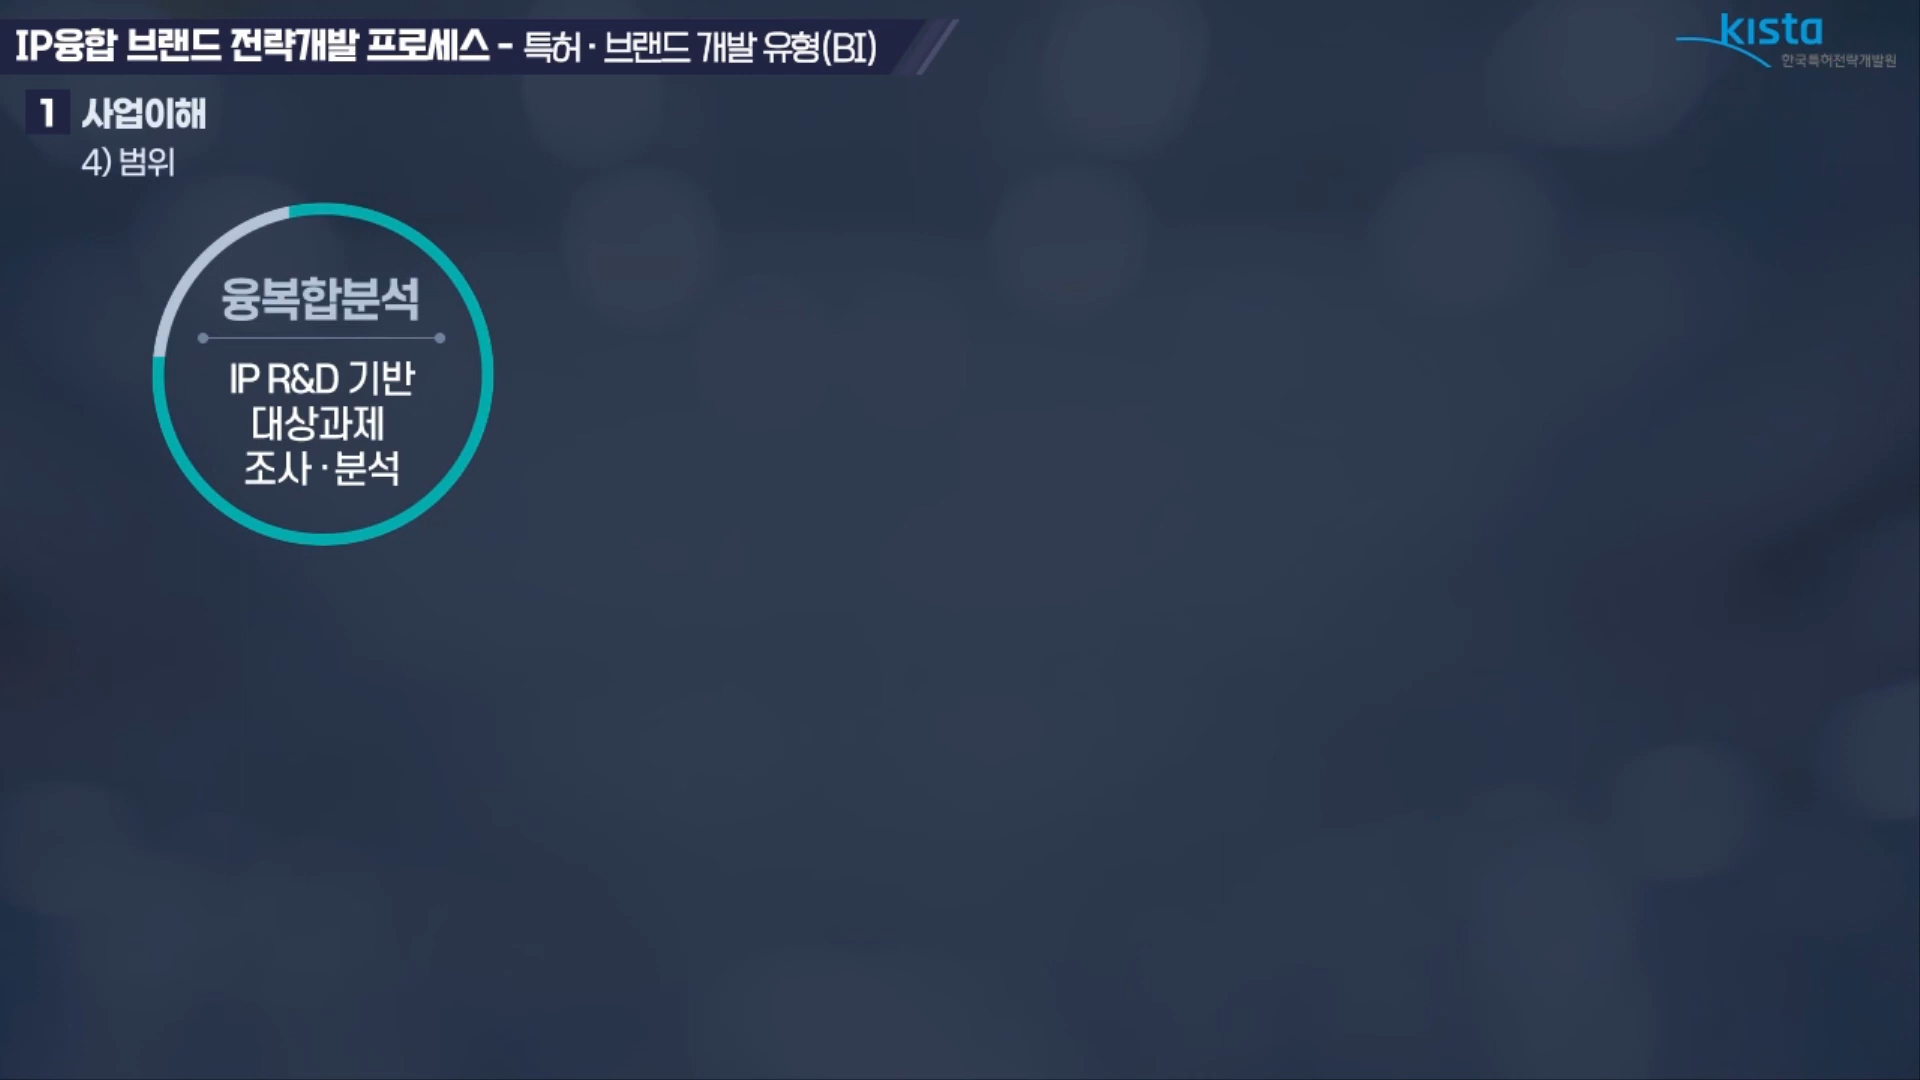 IP융합 브랜드 전략개발 프로세스 - 특허 · 브랜드 개발 유형(BI)
kista
한국특허전략개발원
1 사업이해
4) 범위
융복합분석
IP R&D 기반
대상과제
조사 · 분석